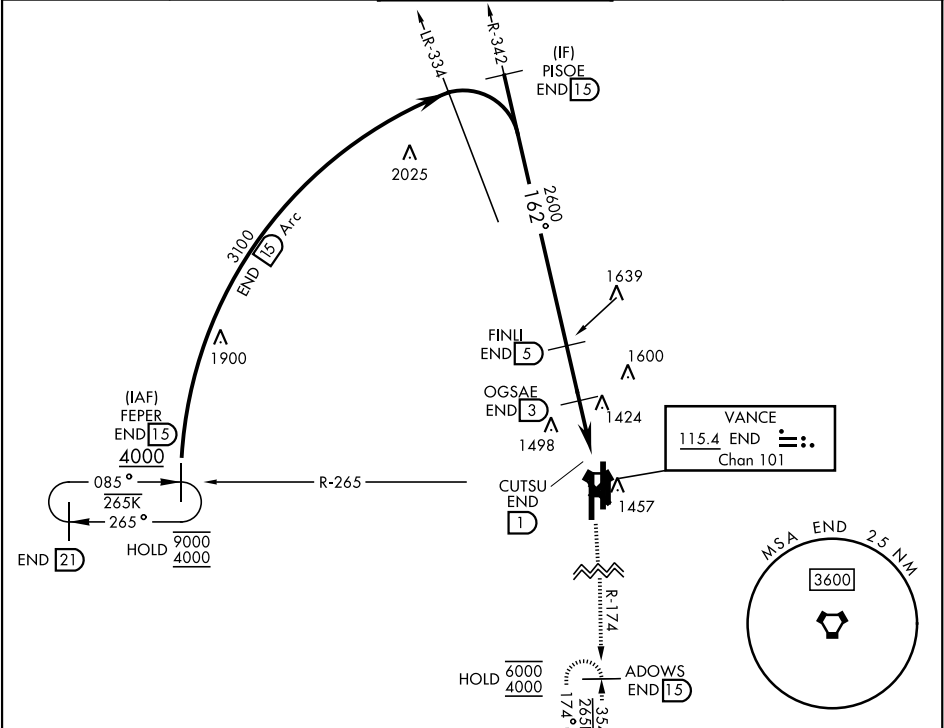 LR-334
R-342
(IF)
PISOE
END 15
2025
3100
END 15 Arc
2600
162°
1639
1900
FINLI
END 5
1600
OGSAE
END 3
1424
1498
(IAF)
FEPER
END 15
4000
VANCE
115.4 END
Chan 101
085°
265K
265°
R-265
CUTSU
END
1
1457
END 21
HOLD 9000
4000
MSA END 25 NM
3600
R-174
HOLD 6000
4000
ADOWS
END 15
174°